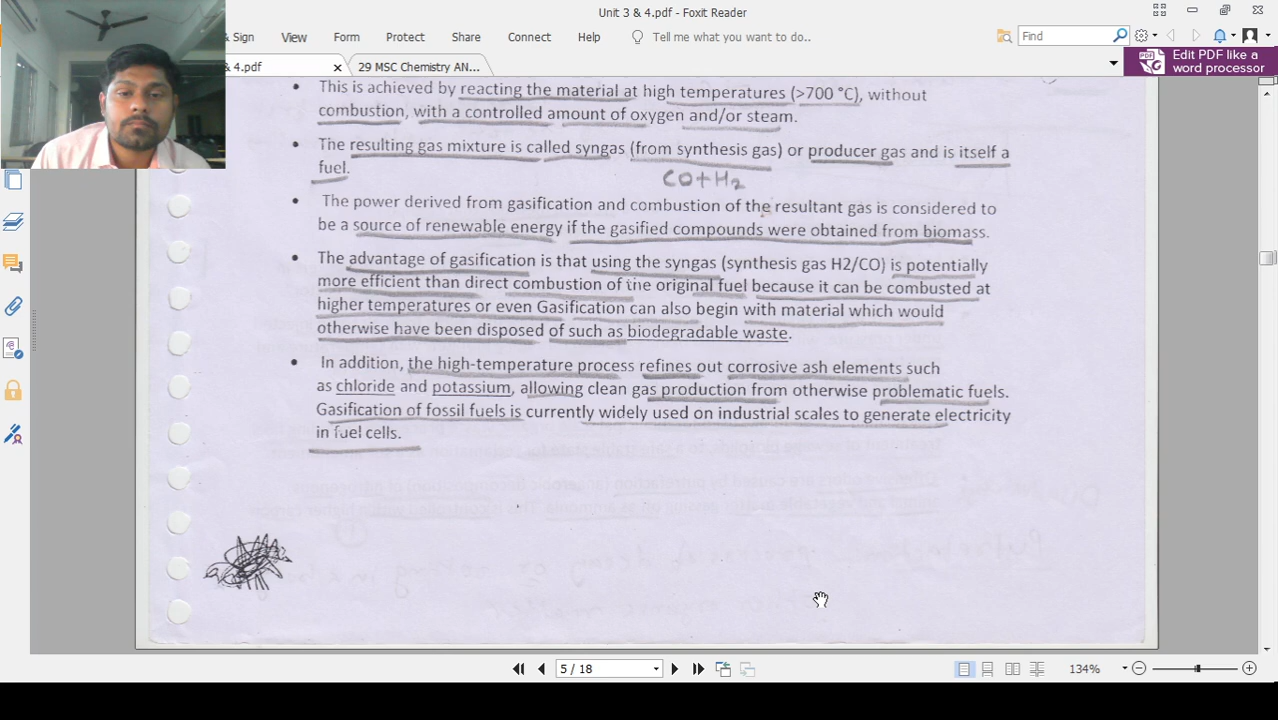 Unit 3 & 4.pdf - Foxit Reader
& Sign View Form Protect Share Connect Help Tell me what you want to do.. Find
& 4.pdf 29 MSC Chemistry AN... Edit PDF like a
word processor
• This is achieved by reacting the material at high temperatures (>700 °C), without
combustion, with a controlled amount of oxygen and/or steam.
• The resulting gas mixture is called syngas (from synthesis gas) or producer gas and is itself a
fuel.
CO+H2
• The power derived from gasification and combustion of the resultant gas is considered to
be a source of renewable energy if the gasified compounds were obtained from biomass.
• The advantage of gasification is that using the syngas (synthesis gas H2/CO) is potentially
more efficient than direct combustion of the original fuel because it can be combusted at
higher temperatures or even Gasification can also begin with material which would
otherwise have been disposed of such as biodegradable waste.
• In addition, the high-temperature process refines out corrosive ash elements such
as chloride and potassium, allowing clean gas production from otherwise problematic fuels.
Gasification of fossil fuels is currently widely used on industrial scales to generate electricity
in fuel cells.
5 / 18 134%